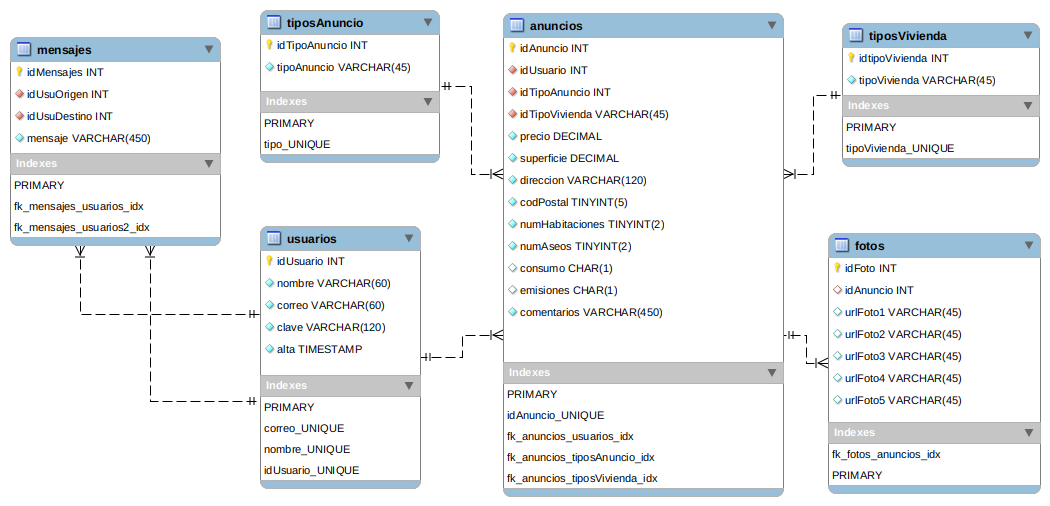 mensajes
idMensajes INT
idUsuOrigen INT
idUsuDestino INT
mensaje VARCHAR(450)
Indexes
PRIMARY
fk_mensajes_usuarios_idx
fk_mensajes_usuarios2_idx
tiposAnuncio
idTipoAnuncio INT
tipoAnuncio VARCHAR(45)
Indexes
PRIMARY
tipo_UNIQUE
usuarios
idUsuario INT
nombre VARCHAR(60)
correo VARCHAR(60)
clave VARCHAR(120)
alta TIMESTAMP
Indexes
PRIMARY
correo_UNIQUE
nombre_UNIQUE
idUsuario_UNIQUE
anuncios
idAnuncio INT
idUsuario INT
idTipoAnuncio INT
idTipoVivienda VARCHAR(45)
precio DECIMAL
superficie DECIMAL
direccion VARCHAR(120)
codPostal TINYINT(5)
numHabitaciones TINYINT(2)
numAseos TINYINT(2)
consumo CHAR(1)
emisiones CHAR(1)
comentarios VARCHAR(450)
Indexes
PRIMARY
idAnuncio_UNIQUE
fk_anuncios_usuarios_idx
fk_anuncios_tiposAnuncio_idx
fk_anuncios_tiposVivienda_idx
tiposVivienda
idtipoVivienda INT
tipoVivienda VARCHAR(45)
Indexes
PRIMARY
tipoVivienda_UNIQUE
fotos
idFoto INT
idAnuncio INT
urlFoto1 VARCHAR(45)
urlFoto2 VARCHAR(45)
urlFoto3 VARCHAR(45)
urlFoto4 VARCHAR(45)
urlFoto5 VARCHAR(45)
Indexes
fk_fotos_anuncios_idx
PRIMARY